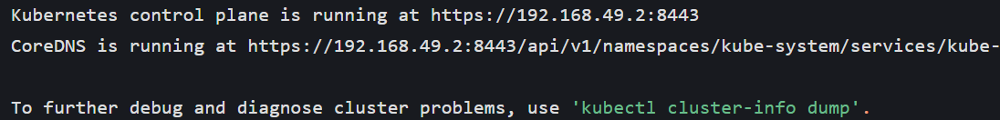 Kubernetes control plane is running at https://192.168.49.2:8443
CoreDNS is running at https://192.168.49.2:8443/api/v1/namespaces/kube-system/services/kube-
To further debug and diagnose cluster problems, use 'kubectl cluster-info dump'.